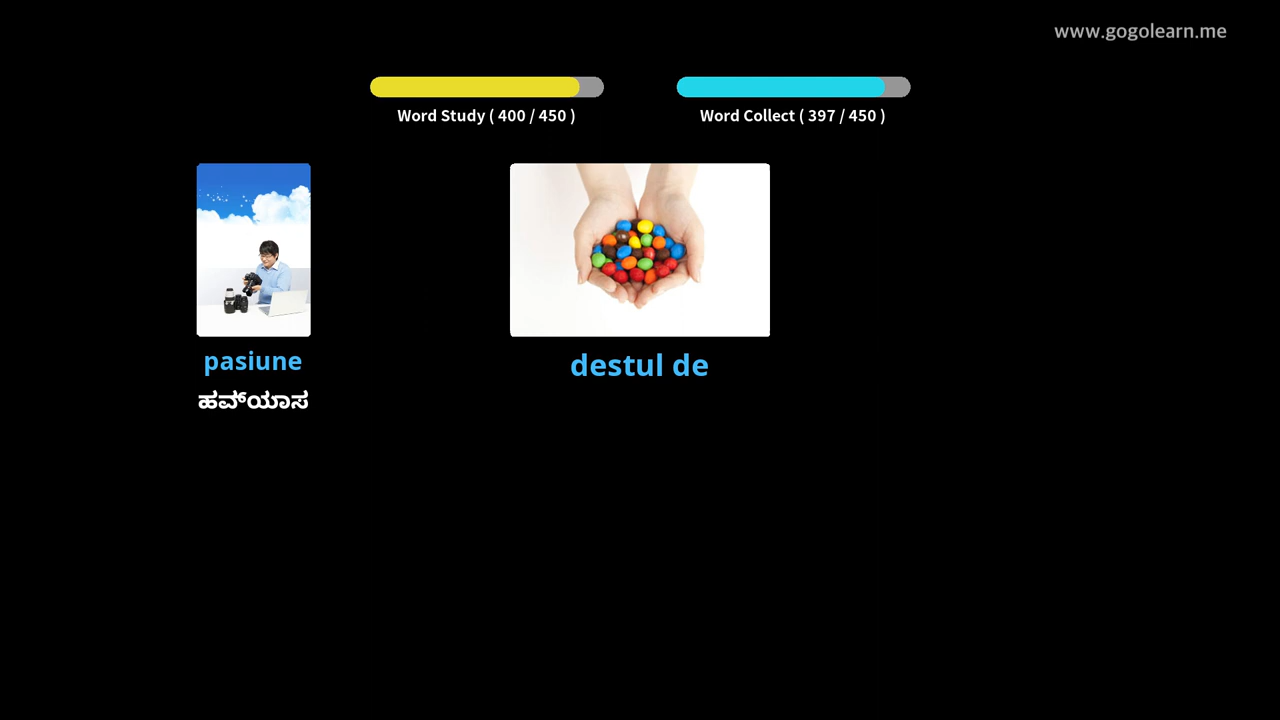 www.gogolearn.me
Word Study ( 400 / 450 )
Word Collect ( 397 / 450 )
pasiune
ಹವ್ಯಾಸ
destul de